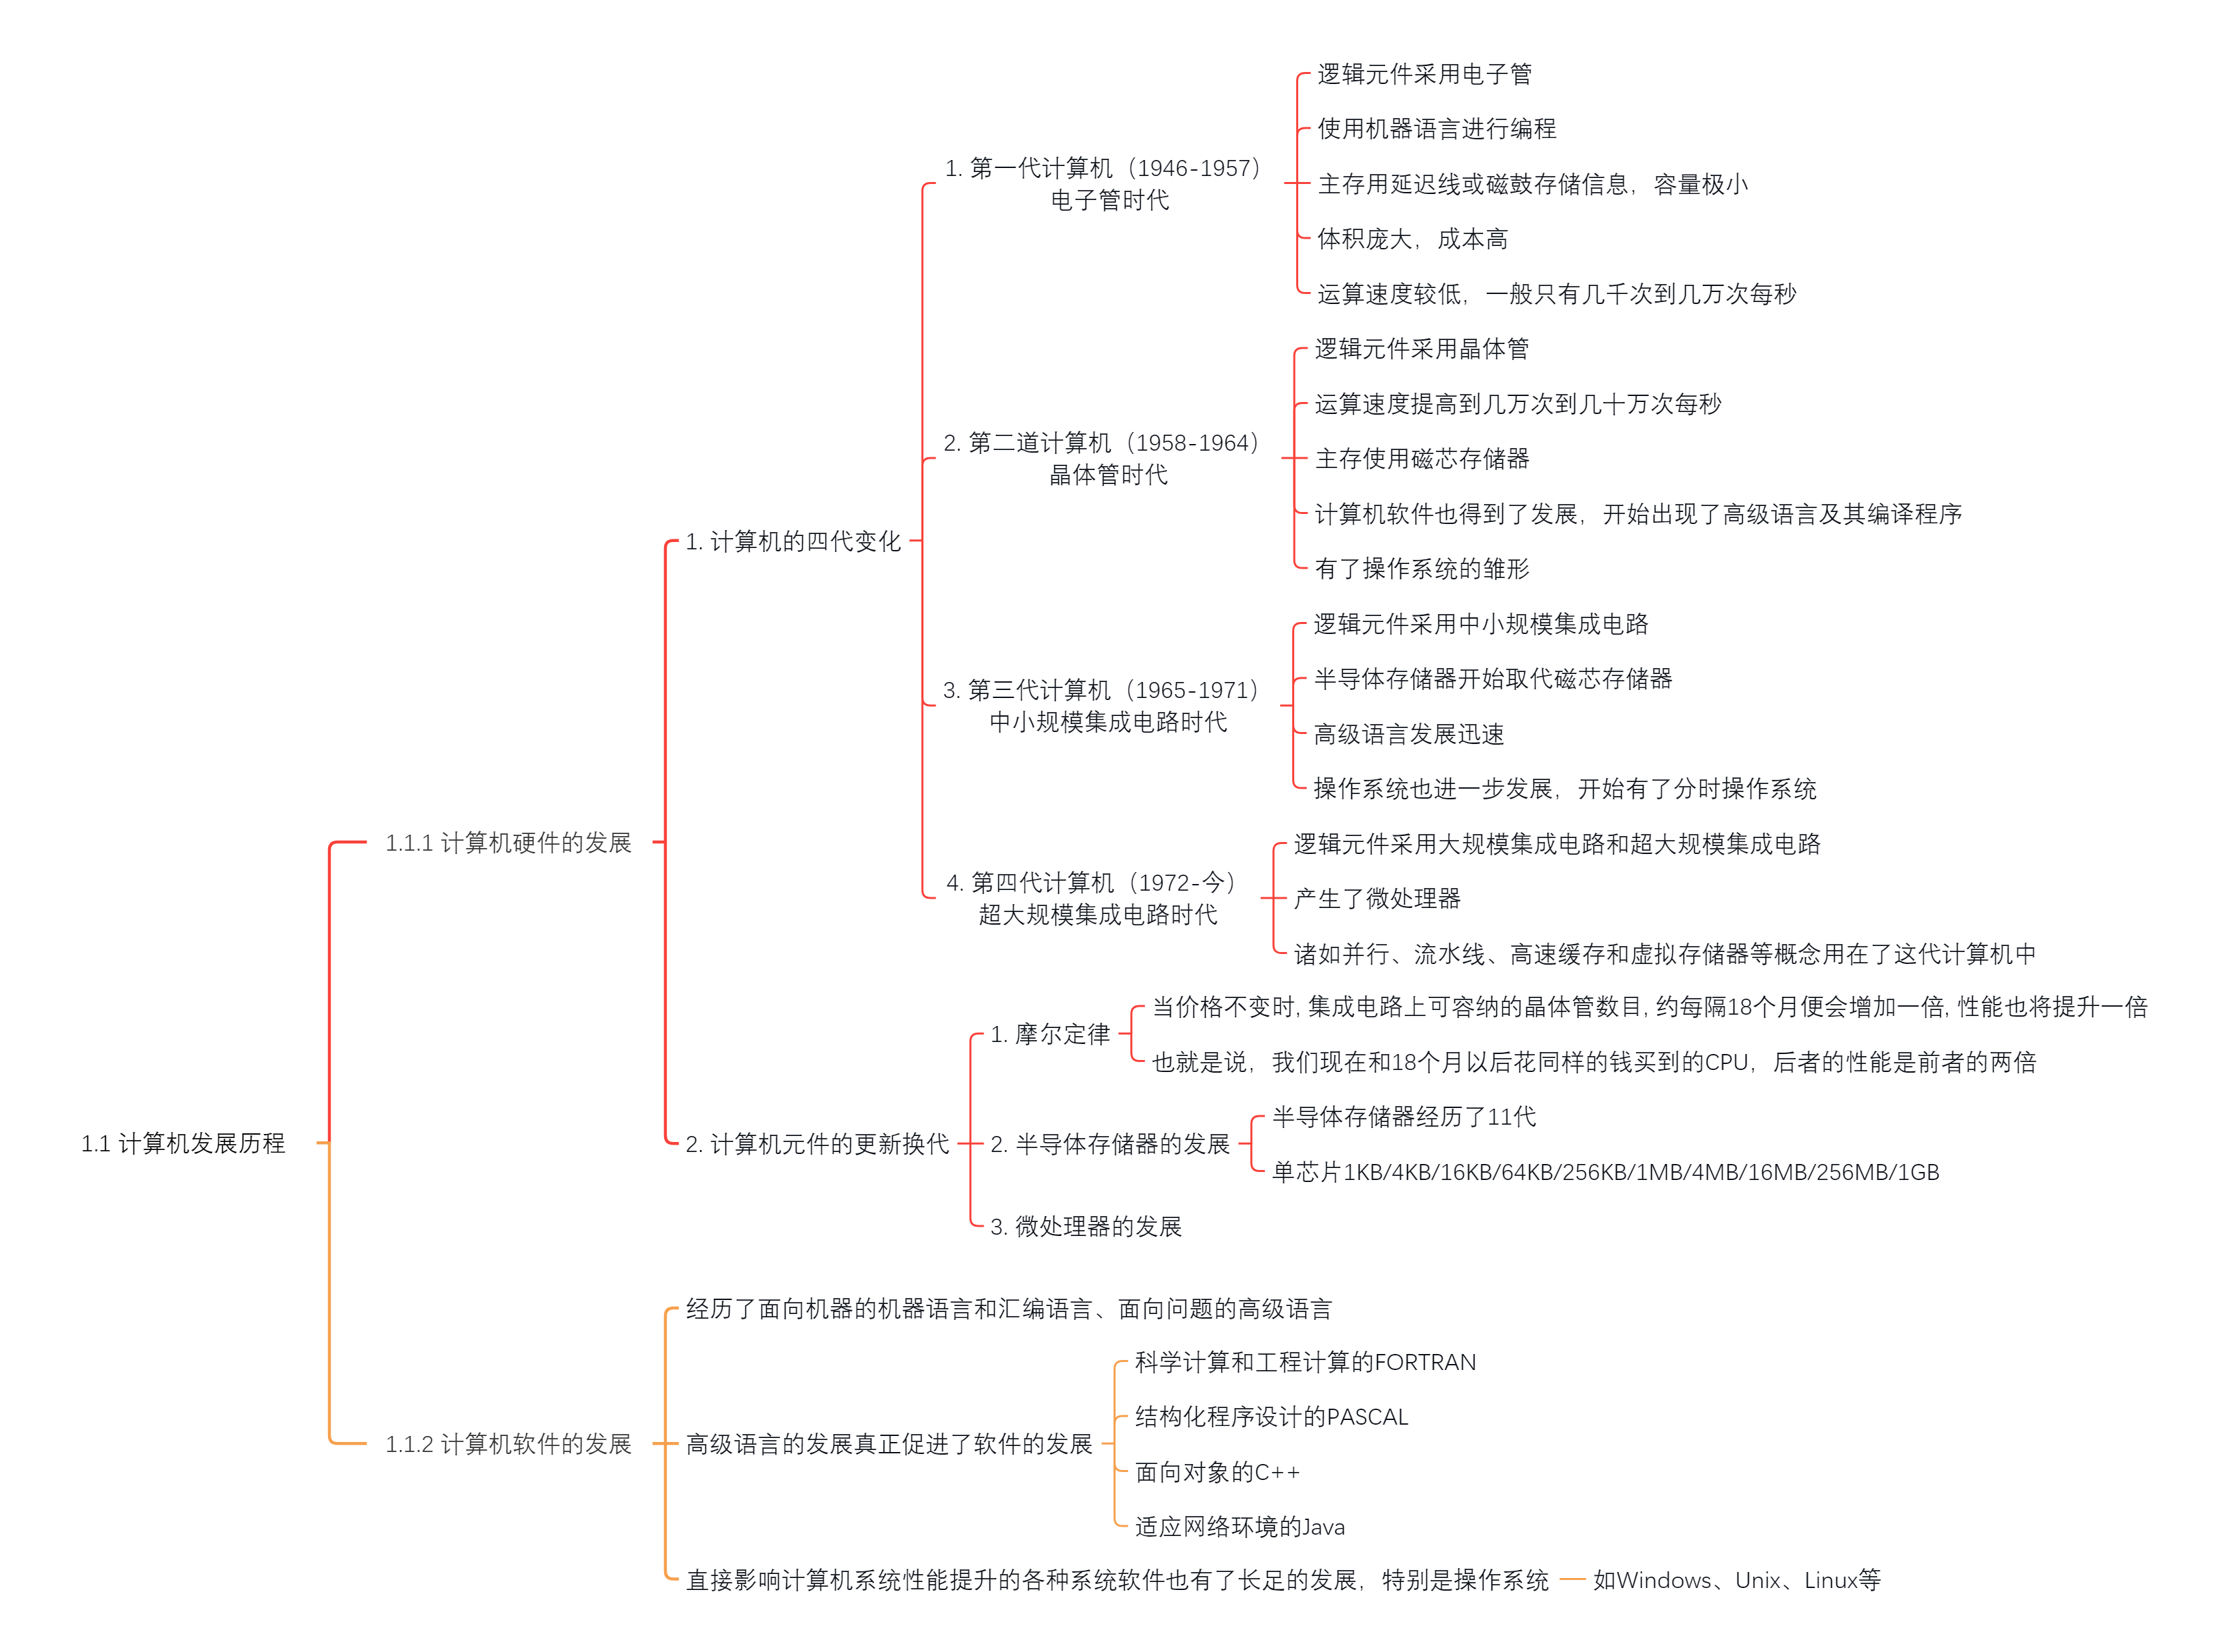 1.1 计算机发展历程
1.1.1 计算机硬件的发展
1. 计算机的四代变化
1. 第一代计算机（1946-1957）
电子管时代
逻辑元件采用电子管
使用机器语言进行编程
主存用延迟线或磁鼓存储信息，容量极小
体积庞大，成本高
运算速度较低，一般只有几千次到几万次每秒
2. 第二道计算机（1958-1964）
晶体管时代
逻辑元件采用晶体管
运算速度提高到几万次到几十万次每秒
主存使用磁芯存储器
计算机软件也得到了发展，开始出现了高级语言及其编译程序
有了操作系统的雏形
3. 第三代计算机（1965-1971）
中小规模集成电路时代
逻辑元件采用中小规模集成电路
半导体存储器开始取代磁芯存储器
高级语言发展迅速
操作系统也进一步发展，开始有了分时操作系统
4. 第四代计算机（1972-今）
超大规模集成电路时代
逻辑元件采用大规模集成电路和超大规模集成电路
产生了微处理器
诸如并行、流水线、高速缓存和虚拟存储器等概念用在了这代计算机中
2. 计算机元件的更新换代
1. 摩尔定律
当价格不变时, 集成电路上可容纳的晶体管数目, 约每隔18个月便会增加一倍, 性能也将提升一倍
也就是说，我们现在和18个月以后花同样的钱买到的CPU，后者的性能是前者的两倍
2. 半导体存储器的发展
半导体存储器经历了11代
单芯片1KB/4KB/16KB/64KB/256KB/1MB/4MB/16MB/256MB/1GB
3. 微处理器的发展
1.1.2 计算机软件的发展
经历了面向机器的机器语言和汇编语言、面向问题的高级语言
高级语言的发展真正促进了软件的发展
科学计算和工程计算的FORTRAN
结构化程序设计的PASCAL
面向对象的C++
适应网络环境的Java
直接影响计算机系统性能提升的各种系统软件也有了长足的发展，特别是操作系统
如Windows、Unix、Linux等